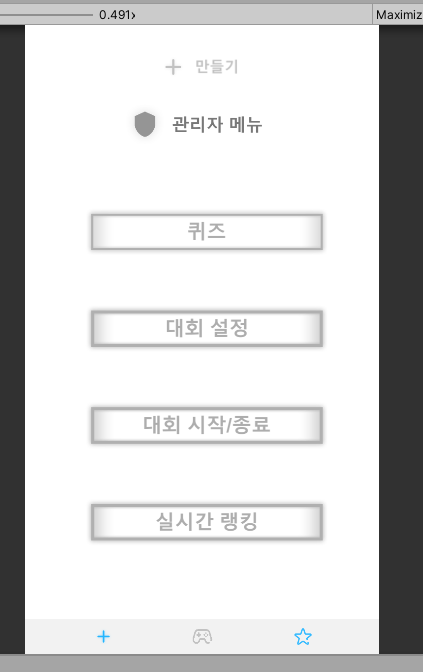 0.491
Maximiz
만들기
관리자 메뉴
퀴즈
대회 설정
대회 시작/종료
실시간 랭킹